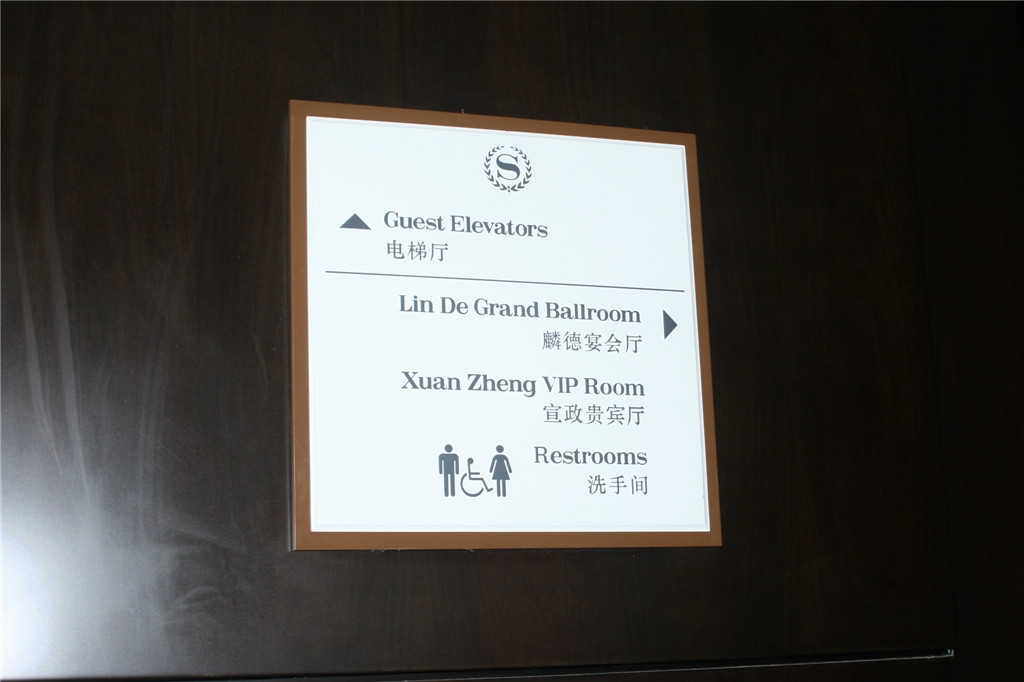 S
Guest Elevators
电梯厅
Lin De Grand Ballroom
麟德宴会厅
Xuan Zheng VIP Room
宣政贵宾厅
Restrooms
洗手间